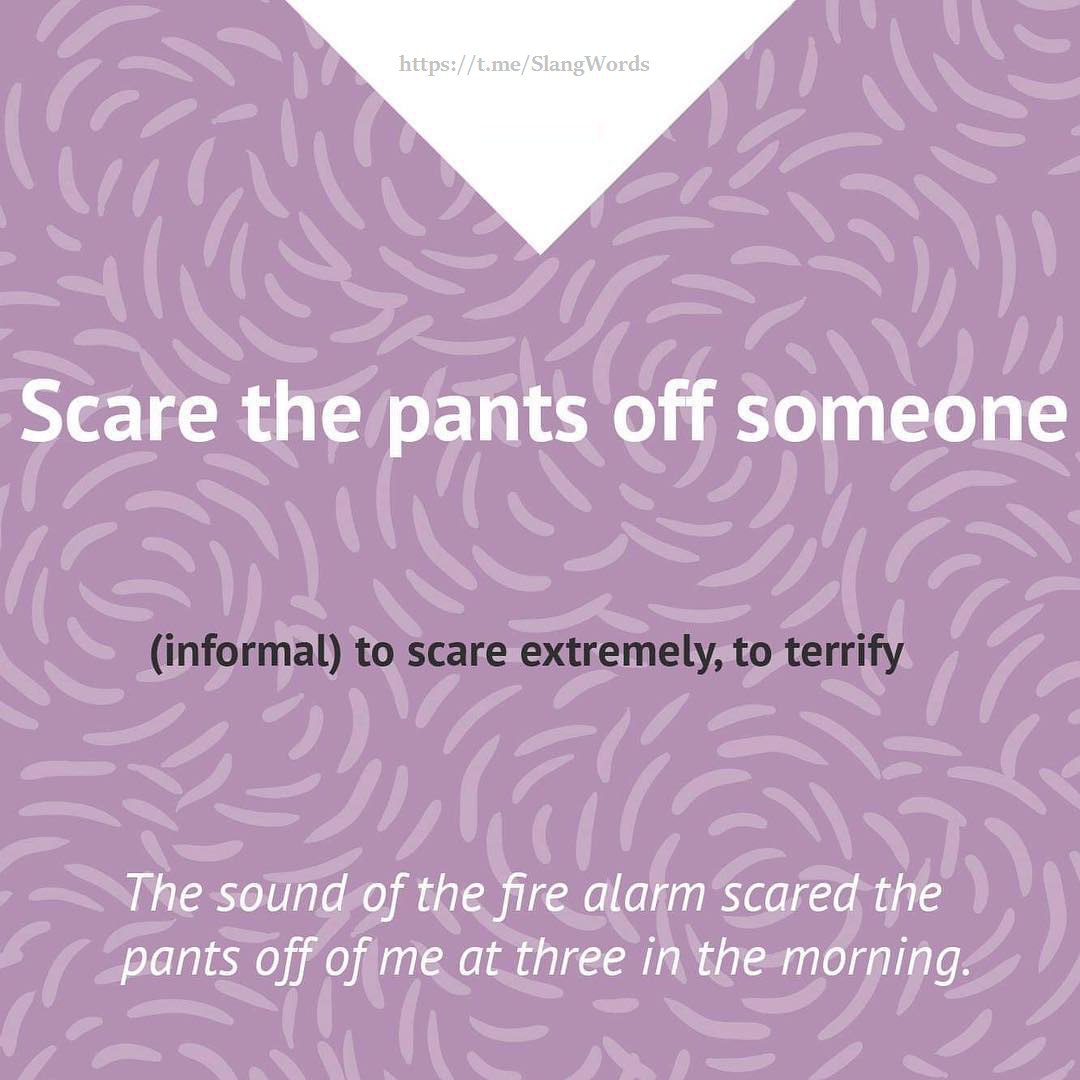 https://t.me/SlangWords
Scare the pants off someone
(informal) to scare extremely, to terrify
The sound of the fire alarm scared the
pants off of me at three in the morning.